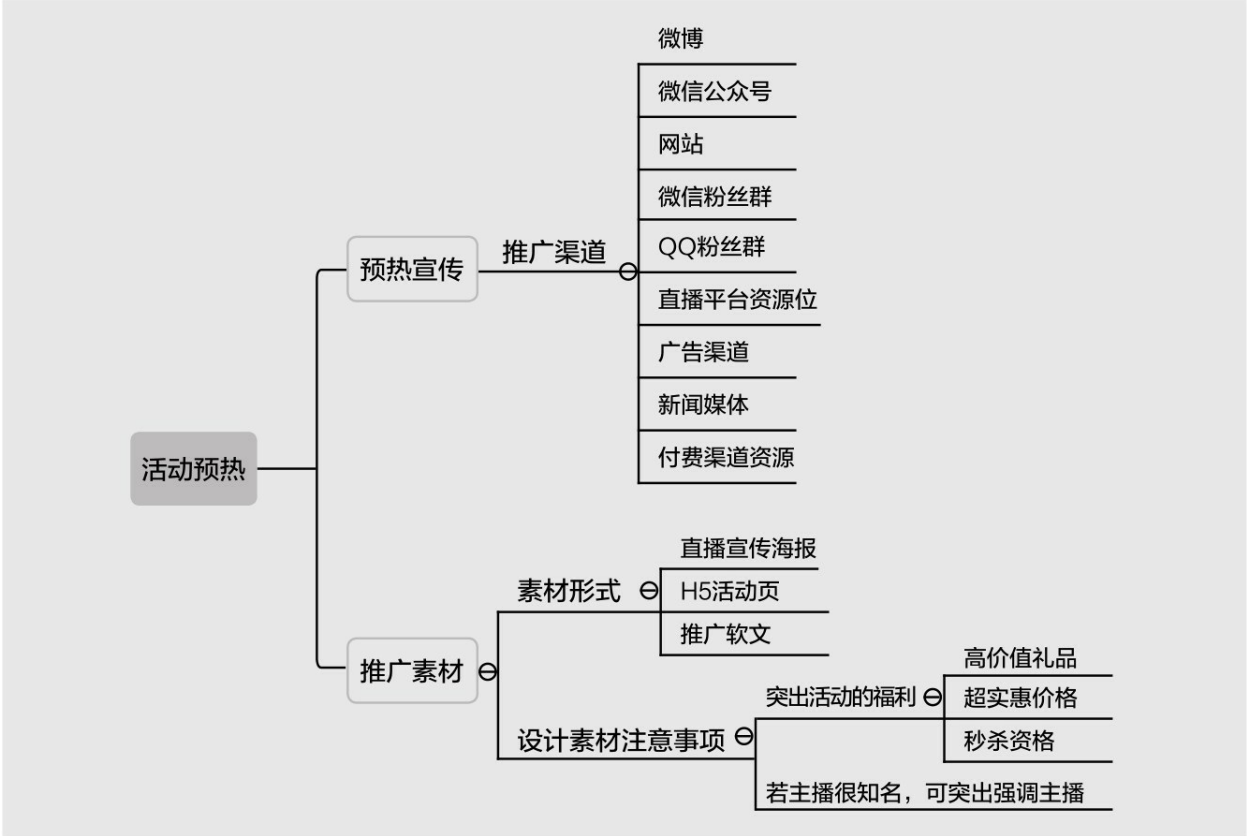 活动预热
预热宣传
推广渠道
微博
微信公众号
网站
微信粉丝群
QQ粉丝群
直播平台资源位
广告渠道
新闻媒体
付费渠道资源
推广素材
素材形式
直播宣传海报
H5活动页
推广软文
设计素材注意事项
突出活动的福利
高价值礼品
超实惠价格
秒杀资格
若主播很知名，可突出强调主播